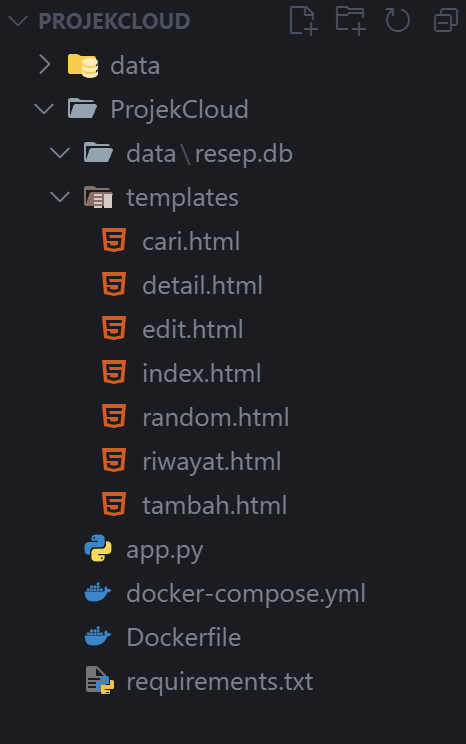 PROJEKCLOUD
data
ProjekCloud
data\resep.db
templates
cari.html
detail.html
edit.html
index.html
random.html
riwayat.html
tambah.html
app.py
docker-compose.yml
Dockerfile
requirements.txt